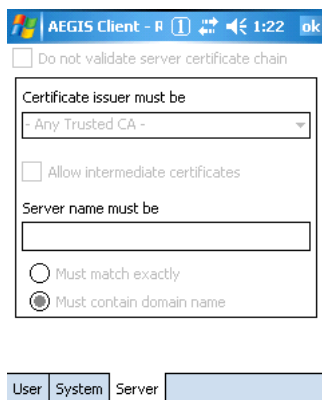 AEGIS Client - R 1:22 ok
Do not validate server certificate chain
Certificate issuer must be
- Any Trusted CA -
Allow intermediate certificates
Server name must be
Must match exactly
Must contain domain name
User System Server